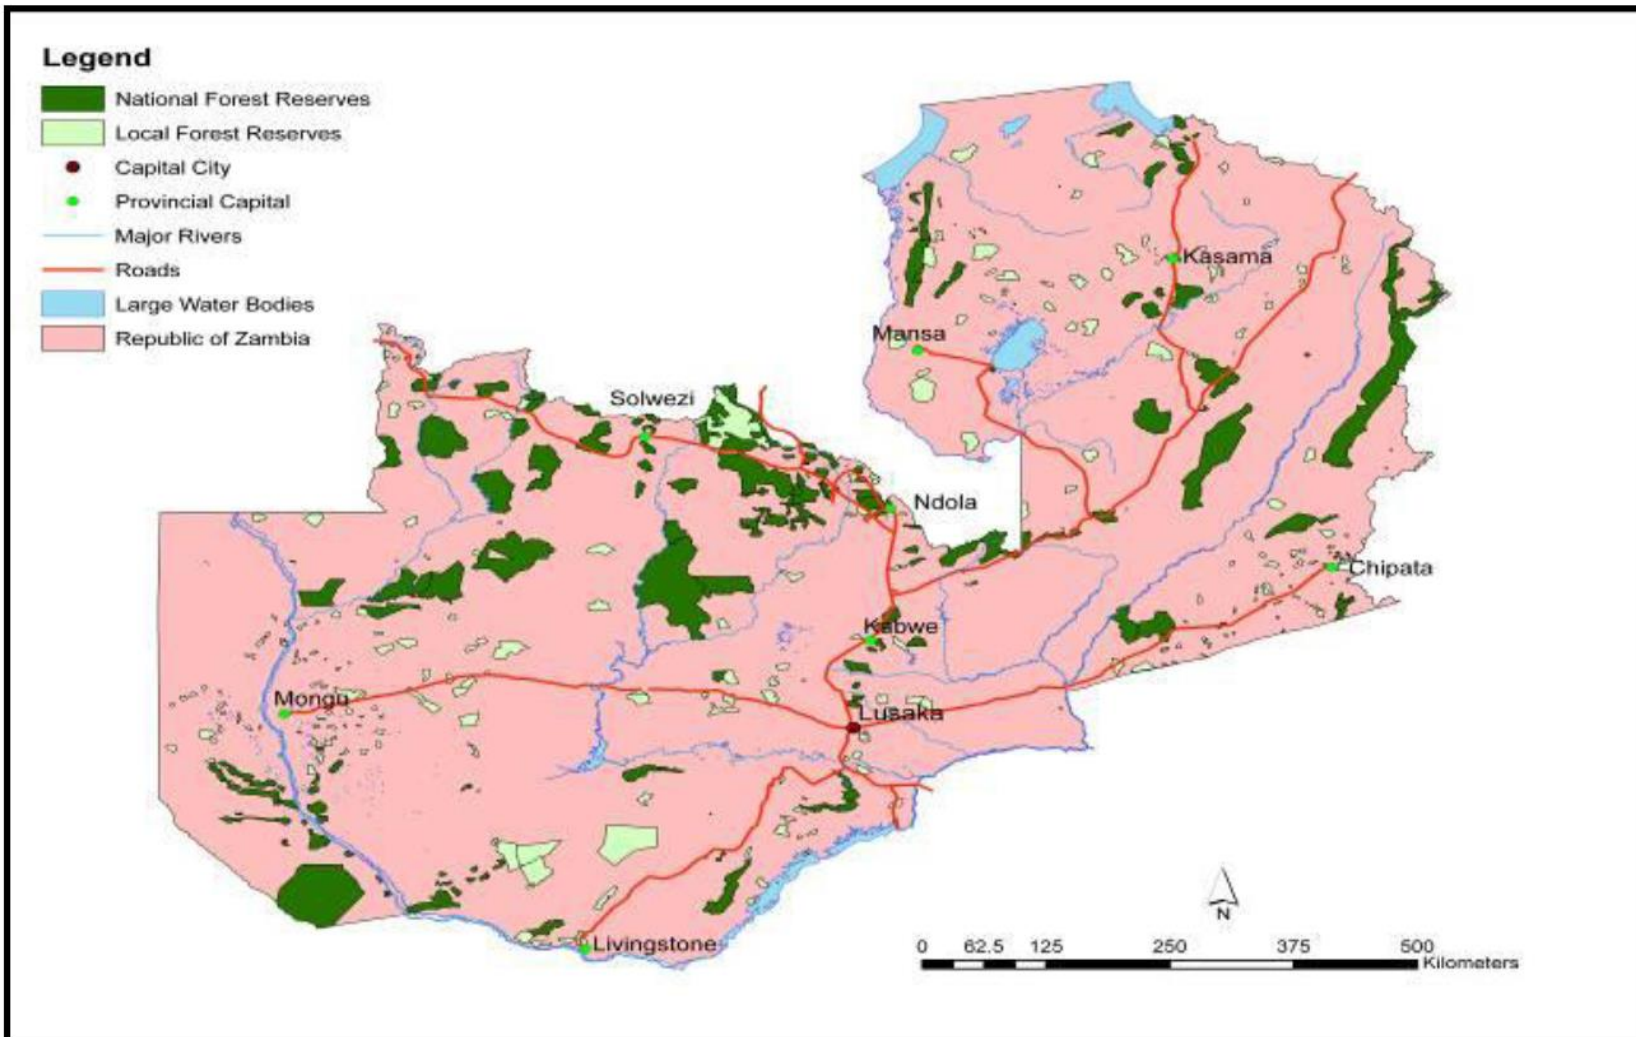 Legend
National Forest Reserves
Local Forest Reserves
Capital City
Provincial Capital
Major Rivers
Roads
Large Water Bodies
Republic of Zambia
Kasama
Mansa
Solwezi
Ndola
Chipata
Kabwe
Mongu
Lusaka
Livingstone
N
0 62.5 125 250 375 500
Kilometers